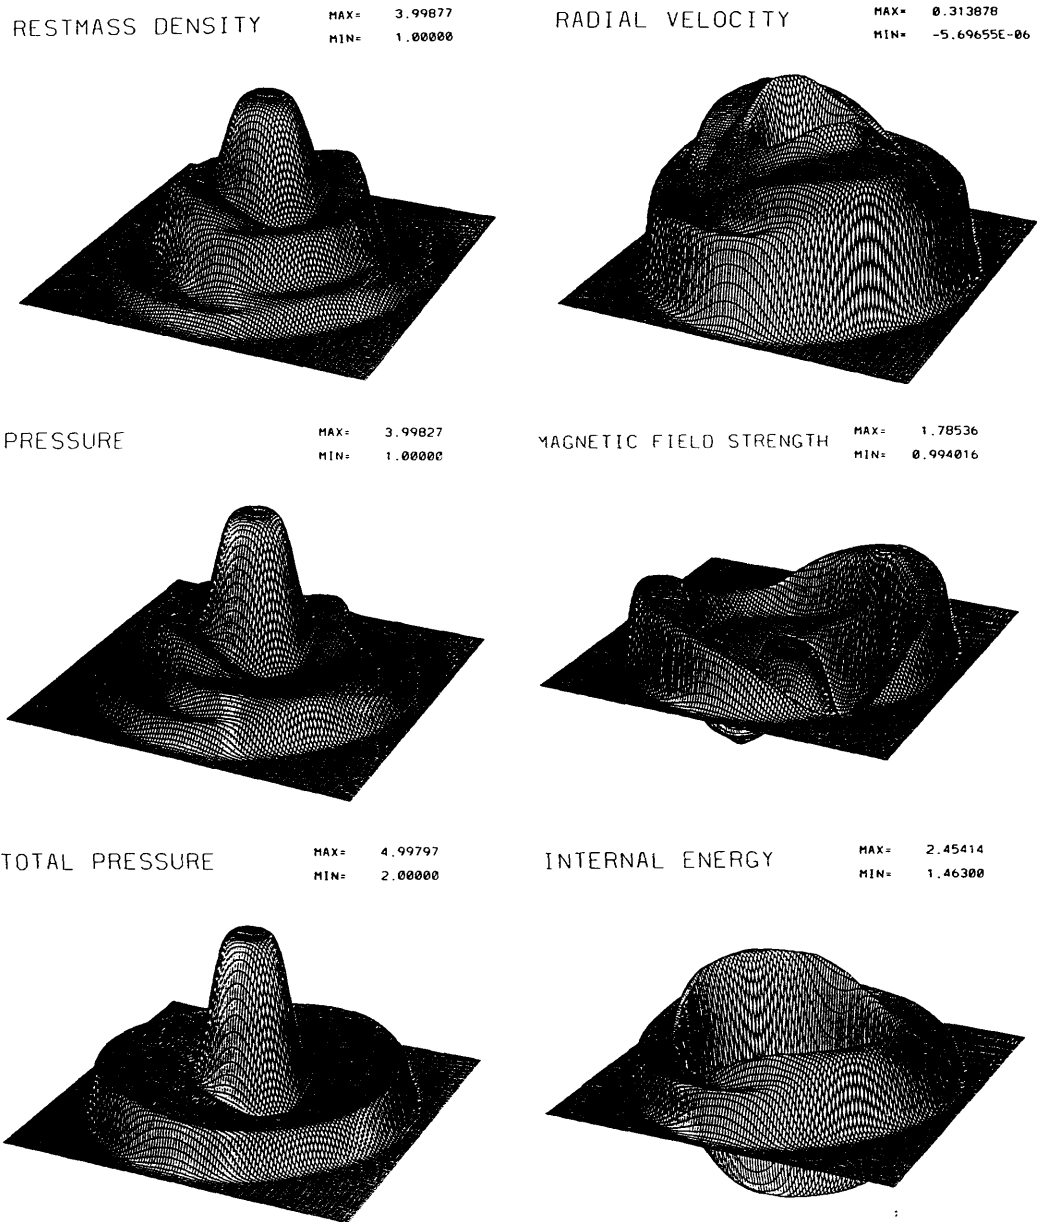 RESTMASS DENSITY
MAX= 3.99877
MIN= 1.00000
RADIAL VELOCITY
MAX= 0.313878
MIN= -5.69655E-06
PRESSURE
MAX= 3.99827
MIN= 1.00000
MAGNETIC FIELD STRENGTH
MAX= 1.78536
MIN= 0.994016
TOTAL PRESSURE
MAX= 4.99797
MIN= 2.00000
INTERNAL ENERGY
MAX= 2.45414
MIN= 1.46300